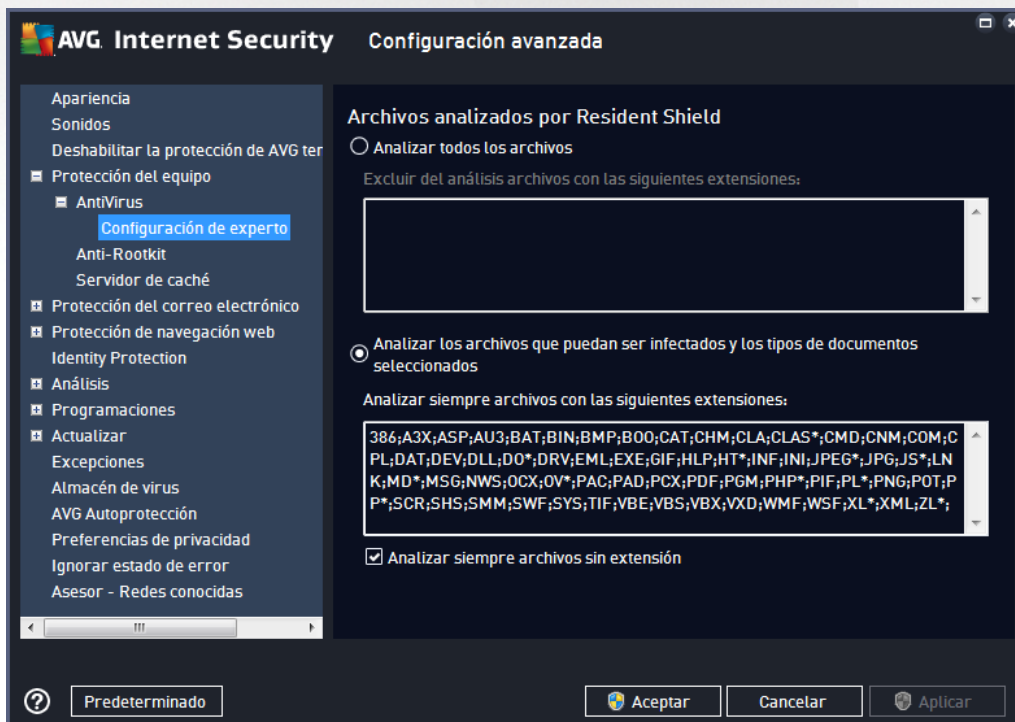 AVG. Internet Security Configuración avanzada
Apariencia
Sonidos
Deshabilitar la protección de AVG ter
Protección del equipo
AntiVirus
Configuración de experto
Anti-Rootkit
Servidor de caché
Protección del correo electrónico
Protección de navegación web
Identity Protection
Análisis
Programaciones
Actualizar
Excepciones
Almacén de virus
AVG Autoprotección
Preferencias de privacidad
Ignorar estado de error
Asesor - Redes conocidas
Archivos analizados por Resident Shield
Analizar todos los archivos
Excluir del análisis archivos con las siguientes extensiones:
Analizar los archivos que puedan ser infectados y los tipos de documentos
seleccionados
Analizar siempre archivos con las siguientes extensiones:
386;A3X;ASP;AU3;BAT;BIN;BMP;BOO;CAT;CHM;CLA;CLAS*;CMD;CNM;COM;C
PL;DAT;DEV;DLL;DO*;DRV;EML;EXE;GIF;HLP;HT*;INF;INI;JPEG*;JPG;JS*;LN
K;MD*;MSG;NWS;OCX;OV*;PAC;PAD;PCX;PDF;PGM;PHP*;PIF;PL*;PNG;POT;P
P*;SCR;SHS;SMM;SWF;SYS;TIF;VBE;VBS;VBX;VXD;WMF;WSF;XL*;XML;ZL*;
Analizar siempre archivos sin extensión
Predeterminado
Aceptar
Cancelar
Aplicar